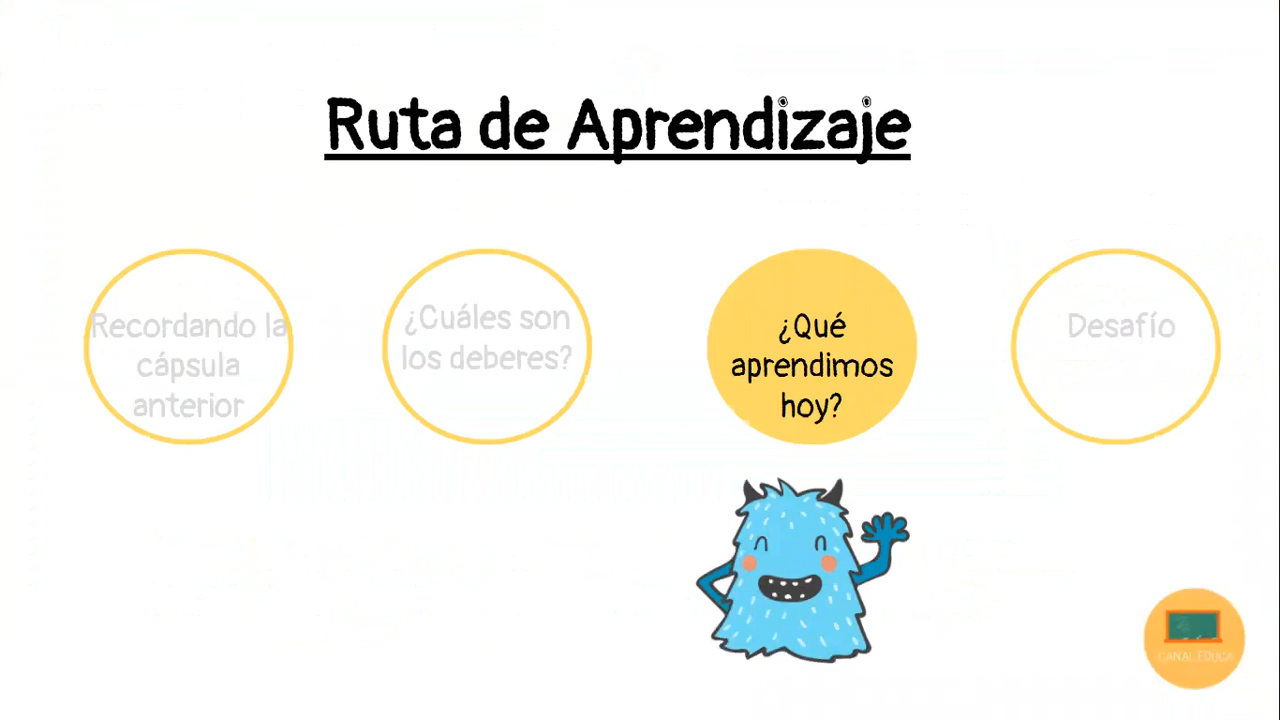 Ruta de Aprendizaje
Recordando la
cápsula
anterior
¿Cuáles son
los deberes?
¿Qué
aprendimos
hoy?
Desafío
CANAL EDUCA